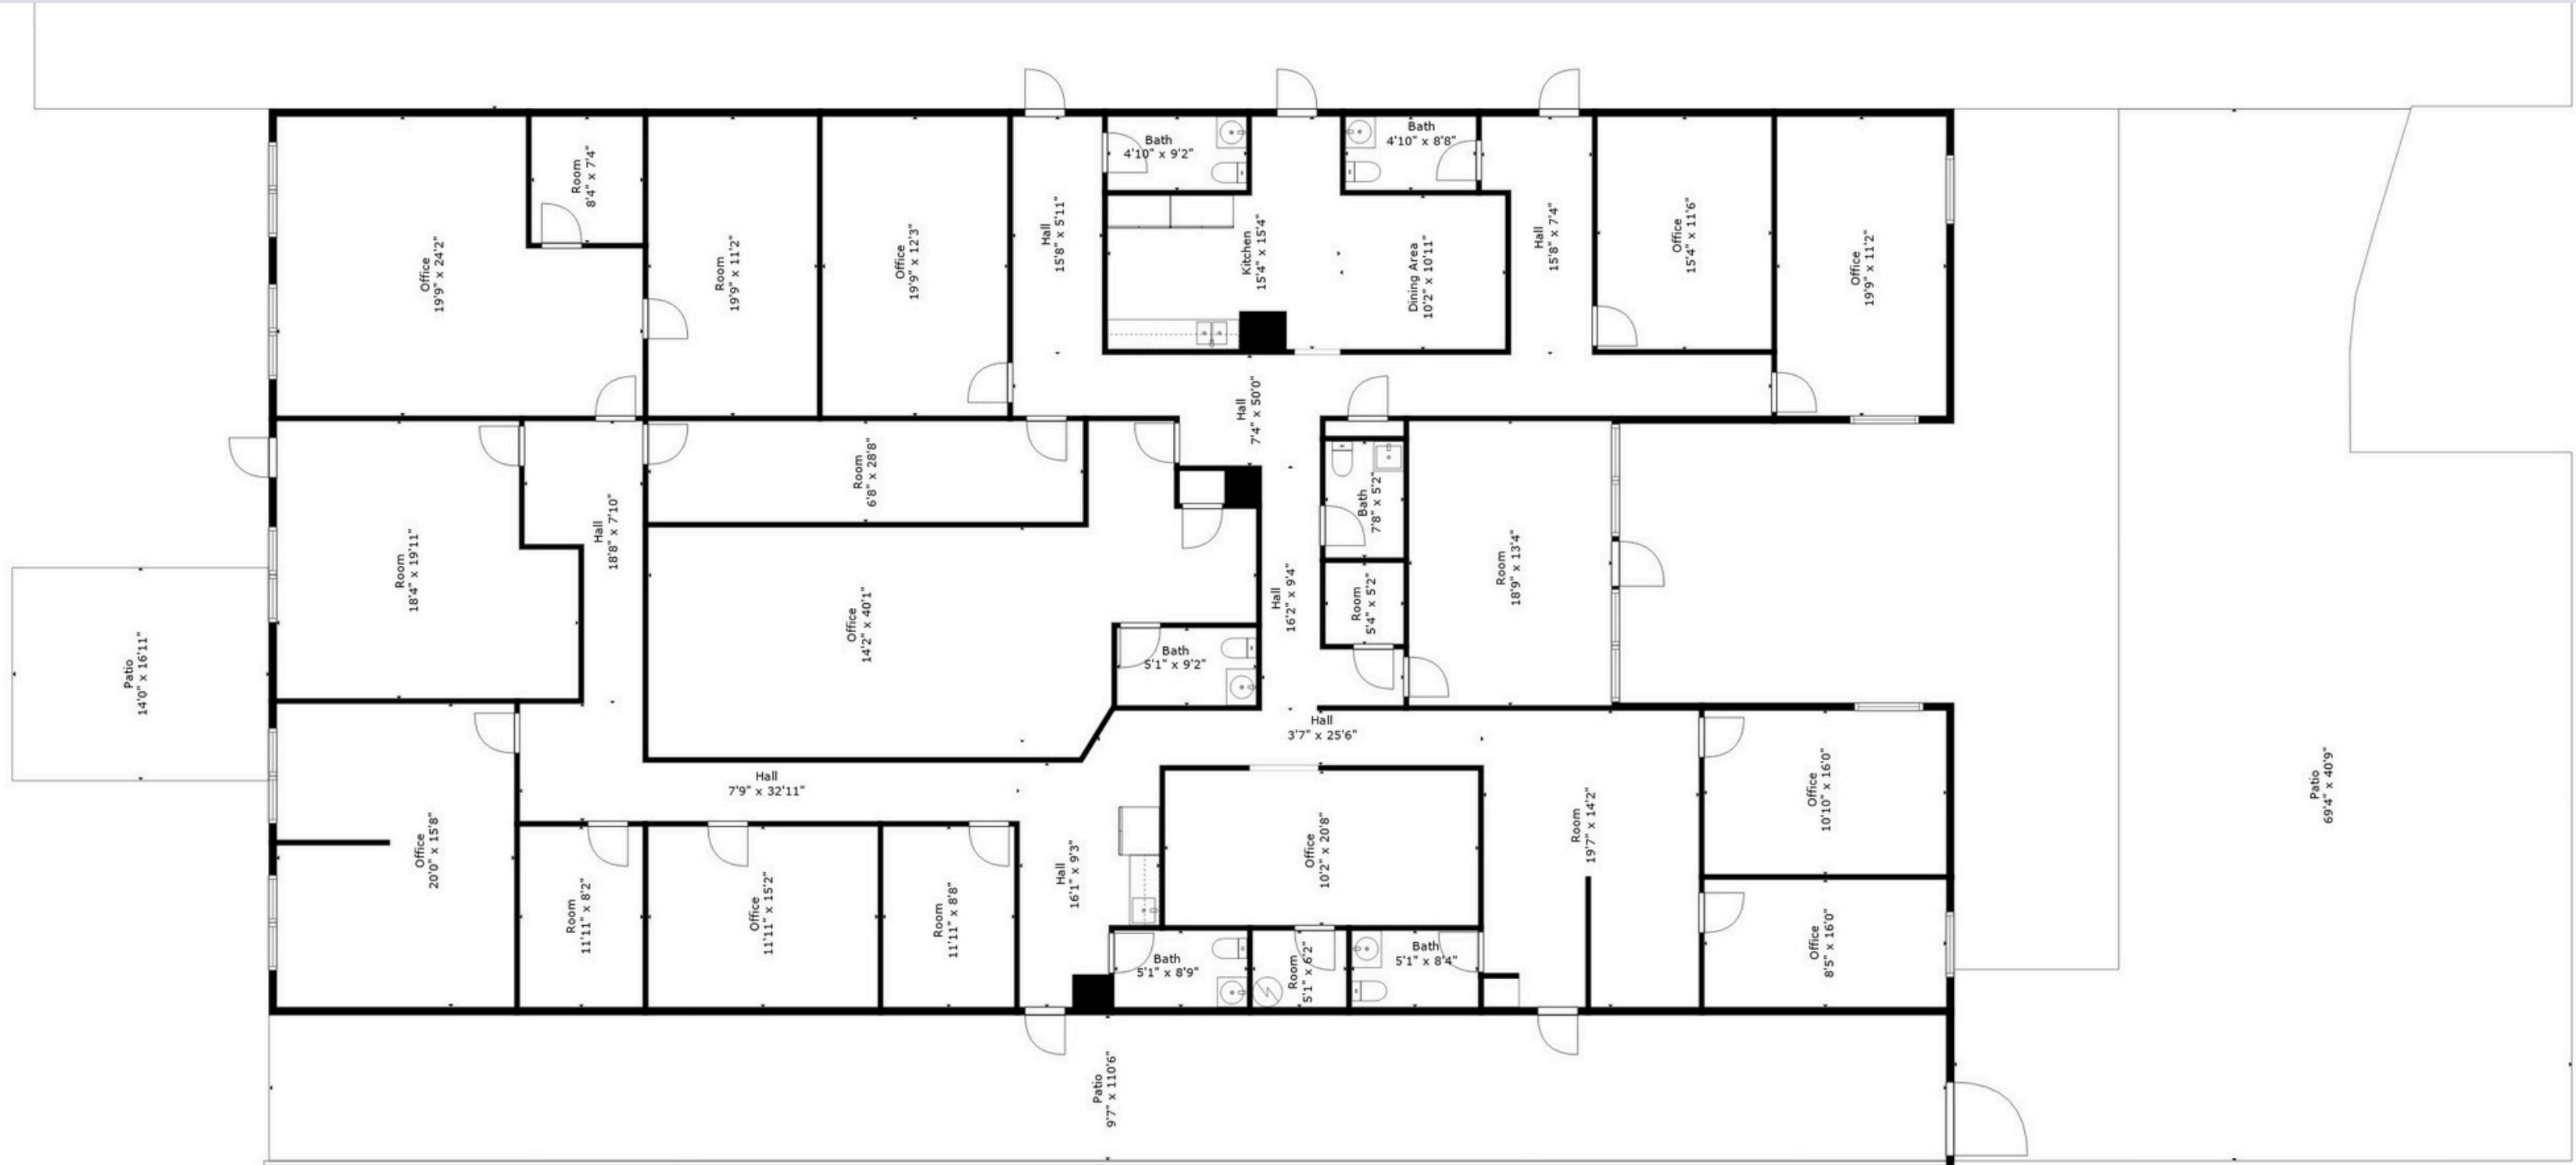 Office
19'9" x 24'2"
Room
8'4" x 7'4"
Room
19'9" x 11'2"
Office
19'9" x 12'3"
Hall
15'8" x 5'11"
Bath
4'10" x 9'2"
Kitchen
15'4" x 15'4"
Bath
4'10" x 8'8"
Dining Area
10'2" x 10'11"
Hall
15'8" x 7'4"
Office
15'4" x 11'6"
Office
19'9" x 11'2"
Hall
7'4" x 50'0"
Room
18'4" x 19'11"
Hall
18'8" x 7'10"
Room
6'8" x 28'8"
Office
14'2" x 40'1"
Bath
5'1" x 9'2"
Hall
16'2" x 9'4"
Bath
7'8" x 5'2"
Room
5'4" x 5'2"
Room
18'9" x 13'4"
Patio
14'0" x 16'11"
Hall
3'7" x 25'6"
Hall
7'9" x 32'11"
Office
20'0" x 15'8"
Room
11'11" x 8'2"
Office
11'11" x 15'2"
Room
11'11" x 8'8"
Hall
16'1" x 9'3"
Office
10'2" x 20'8"
Room
19'7" x 14'2"
Office
10'10" x 16'0"
Office
8'5" x 16'0"
Bath
5'1" x 8'9"
Room
5'1" x 6'2"
Bath
5'1" x 8'4"
Patio
69'4" x 40'9"
Patio
9'7" x 110'6"